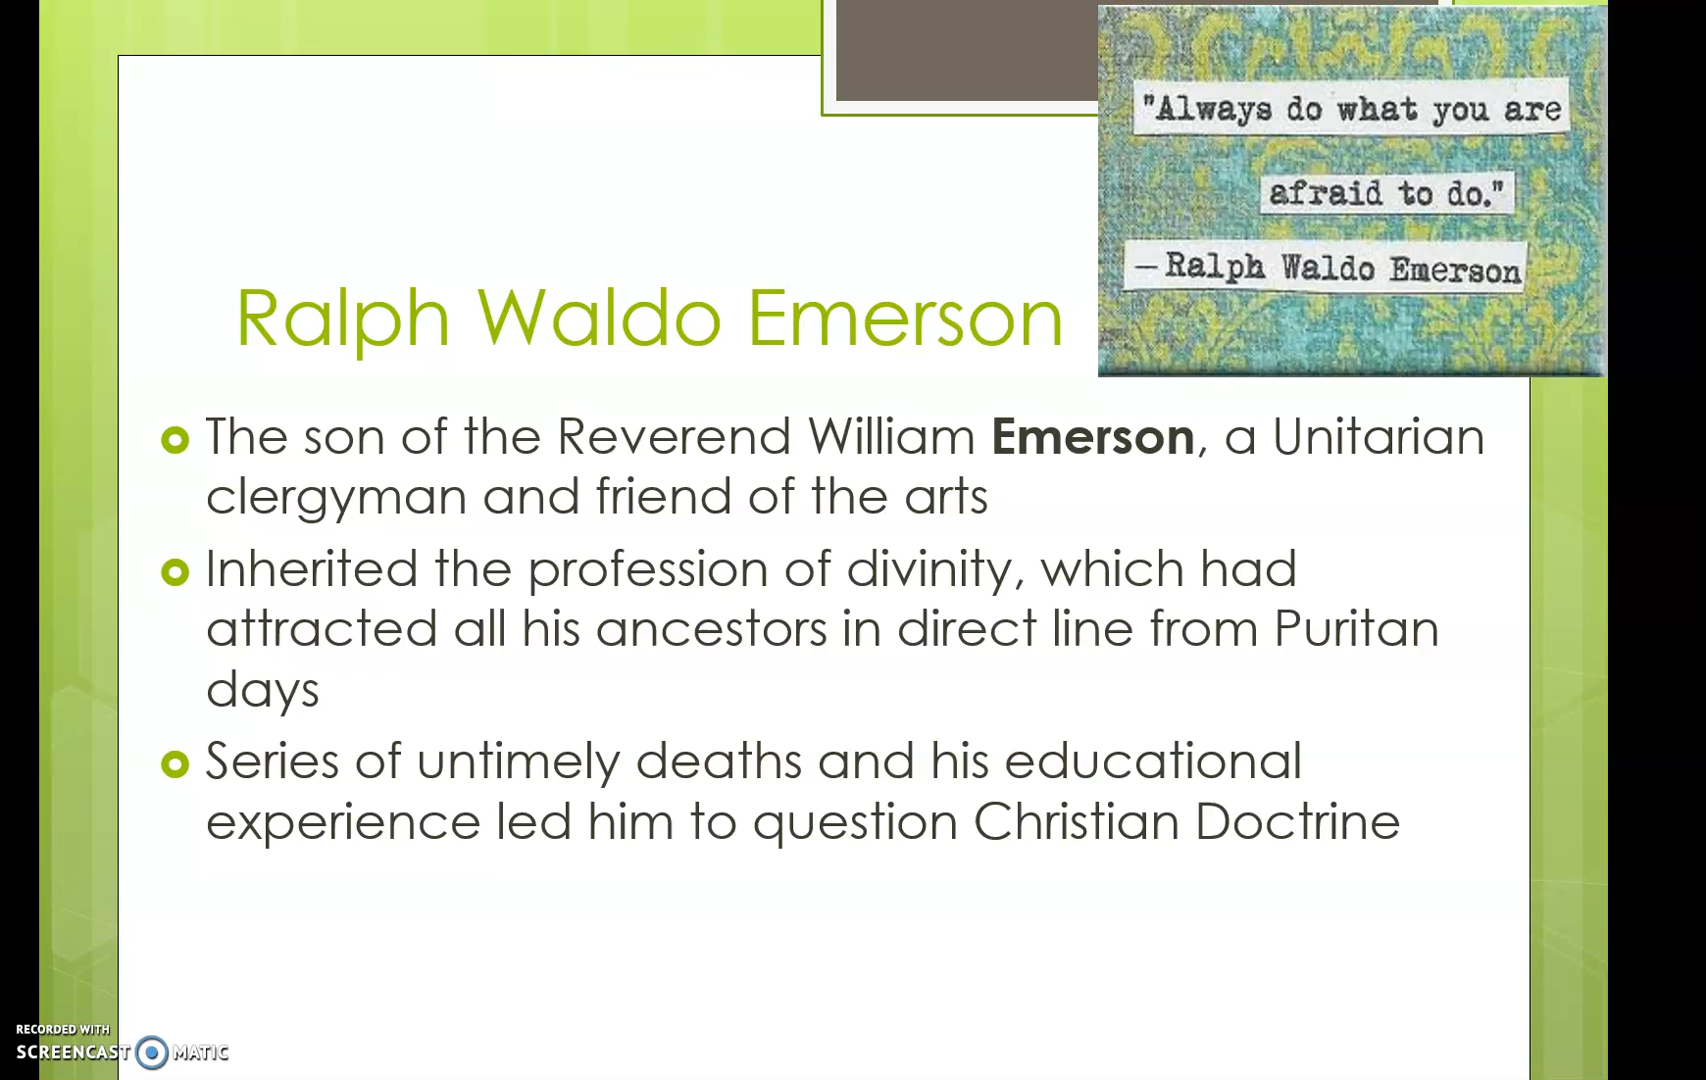 "Always do what you are
afraid to do."
— Ralph Waldo Emerson
Ralph Waldo Emerson
The son of the Reverend William Emerson, a Unitarian
clergyman and friend of the arts
Inherited the profession of divinity, which had
attracted all his ancestors in direct line from Puritan
days
Series of untimely deaths and his educational
experience led him to question Christian Doctrine
RECORDED WITH
SCREENCAST MATIC